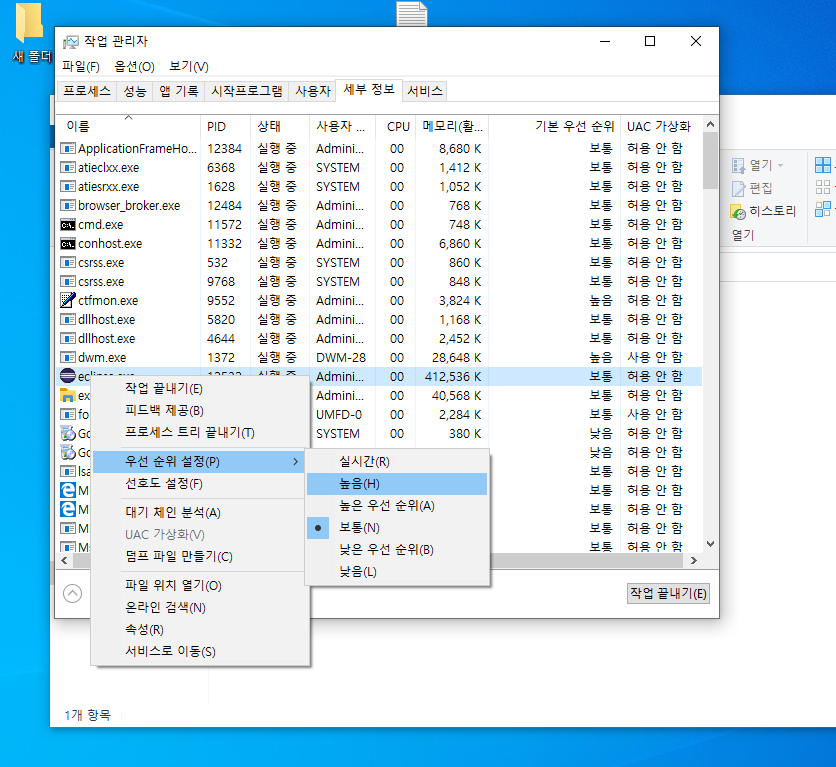 새 폴더
작업 관리자
파일(F) 옵션(O) 보기(V)
프로세스 성능 앱 기록 시작프로그램 사용자 세부 정보 서비스
이름 PID 상태 사용자 ... CPU 메모리(활... 기본 우선 순위 UAC 가상화
ApplicationFrameHo... 12384 실행 중 Admini... 00 8,680 K 보통 허용 안 함
atieclxx.exe 6368 실행 중 SYSTEM 00 1,412 K 보통 허용 안 함
atiesrxx.exe 1628 실행 중 SYSTEM 00 1,052 K 보통 허용 안 함
browser_broker.exe 12484 실행 중 Admini... 00 768 K 보통 허용 안 함
cmd.exe 11572 실행 중 Admini... 00 748 K 보통 허용 안 함
conhost.exe 11332 실행 중 Admini... 00 6,860 K 보통 허용 안 함
csrss.exe 532 실행 중 SYSTEM 00 860 K 보통 허용 안 함
csrss.exe 9768 실행 중 SYSTEM 00 848 K 보통 허용 안 함
ctfmon.exe 9552 실행 중 Admini... 00 3,824 K 높음 허용 안 함
dllhost.exe 5820 실행 중 Admini... 00 1,168 K 보통 허용 안 함
dllhost.exe 4644 실행 중 Admini... 00 2,452 K 보통 허용 안 함
dwm.exe 1372 실행 중 DWM-28 00 28,648 K 높음 사용 안 함
eclipse.exe 실행 중 Admini... 00 412,536 K 보통 허용 안 함
ex Admini... 00 40,568 K 보통 허용 안 함
fo UMFD-0 00 2,284 K 보통 사용 안 함
Go SYSTEM 00 380 K 낮음 허용 안 함
Go 낮음 허용 안 함
lsa 보통 허용 안 함
M 보통 허용 안 함
M 보통 허용 안 함
M 보통 허용 안 함
Ms 보통 허용 안 함
작업 끝내기(E)
피드백 제공(B)
프로세스 트리 끝내기(T)
우선 순위 설정(P)
선호도 설정(F)
대기 체인 분석(A)
UAC 가상화(V)
덤프 파일 만들기(C)
파일 위치 열기(O)
온라인 검색(N)
속성(R)
서비스로 이동(S)
실시간(R)
높음(H)
높은 우선 순위(A)
보통(N)
낮은 우선 순위(B)
낮음(L)
작업 끝내기(E)
열기
편집
히스토리
열기
1개 항목